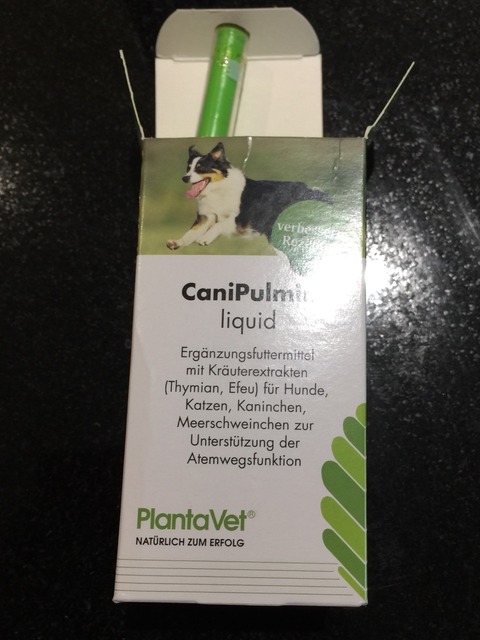 CaniPulmin
liquid
Ergänzungsfuttermittel
mit Kräuterextrakten
(Thymian, Efeu) für Hunde,
Katzen, Kaninchen,
Meerschweinchen zur
Unterstützung der
Atemwegsfunktion
PlantaVet®
NATÜRLICH ZUM ERFOLG